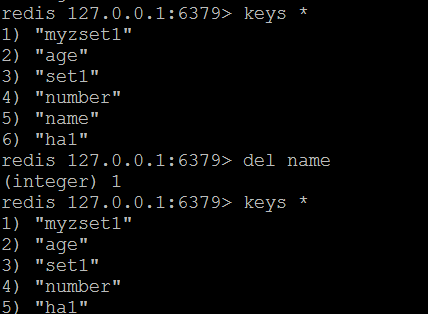 redis 127.0.0.1:6379> keys *
1) "myzset1"
2) "age"
3) "set1"
4) "number"
5) "name"
6) "ha1"
redis 127.0.0.1:6379> del name
(integer) 1
redis 127.0.0.1:6379> keys *
1) "myzset1"
2) "age"
3) "set1"
4) "number"
5) "ha1"